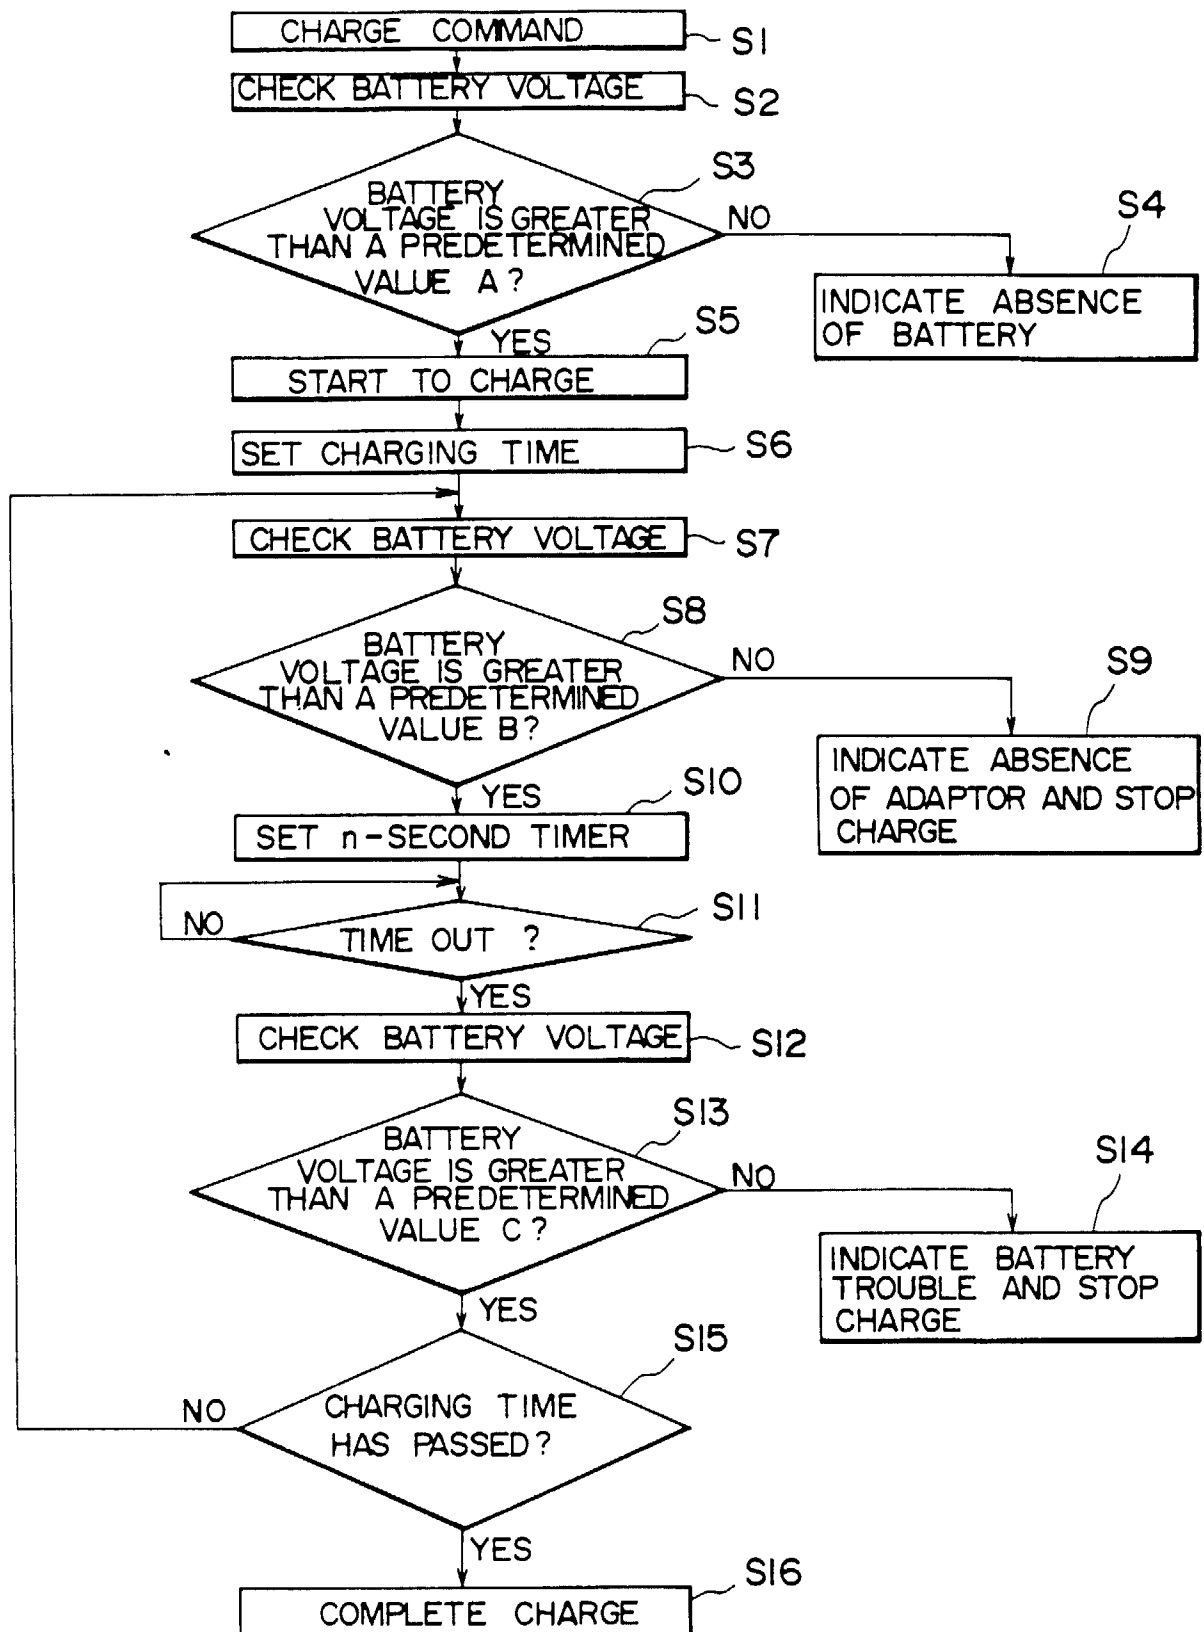 CHARGE COMMAND
S1
CHECK BATTERY VOLTAGE
S2
S3
BATTERY
VOLTAGE IS GREATER
THAN A PREDETERMINED
VALUE A?
NO
S4
INDICATE ABSENCE
OF BATTERY
YES
S5
START TO CHARGE
SET CHARGING TIME
S6
CHECK BATTERY VOLTAGE
S7
S8
BATTERY
VOLTAGE IS GREATER
THAN A PREDETERMINED
VALUE B?
NO
S9
INDICATE ABSENCE
OF ADAPTOR AND STOP
CHARGE
YES
S10
SET n-SECOND TIMER
S11
NO
TIME OUT ?
YES
CHECK BATTERY VOLTAGE
S12
S13
BATTERY
VOLTAGE IS GREATER
THAN A PREDETERMINED
VALUE C?
NO
S14
INDICATE BATTERY
TROUBLE AND STOP
CHARGE
YES
S15
NO
CHARGING TIME
HAS PASSED?
YES
S16
COMPLETE CHARGE